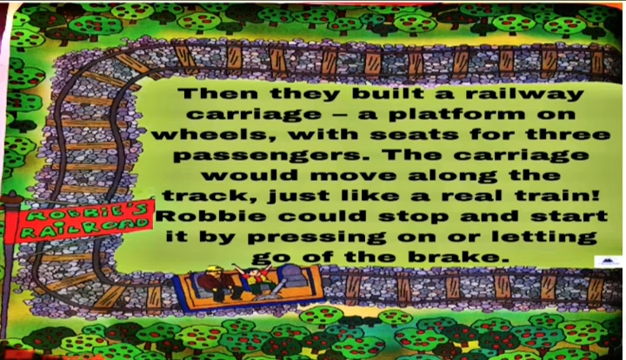 Then they built a railway
carriage – a platform on
wheels, with seats for three
passengers. The carriage
would move along the
track, just like a real train!
Robbie could stop and start
it by pressing on or letting
go of the brake.
ROBBIE'S
RAILROAD